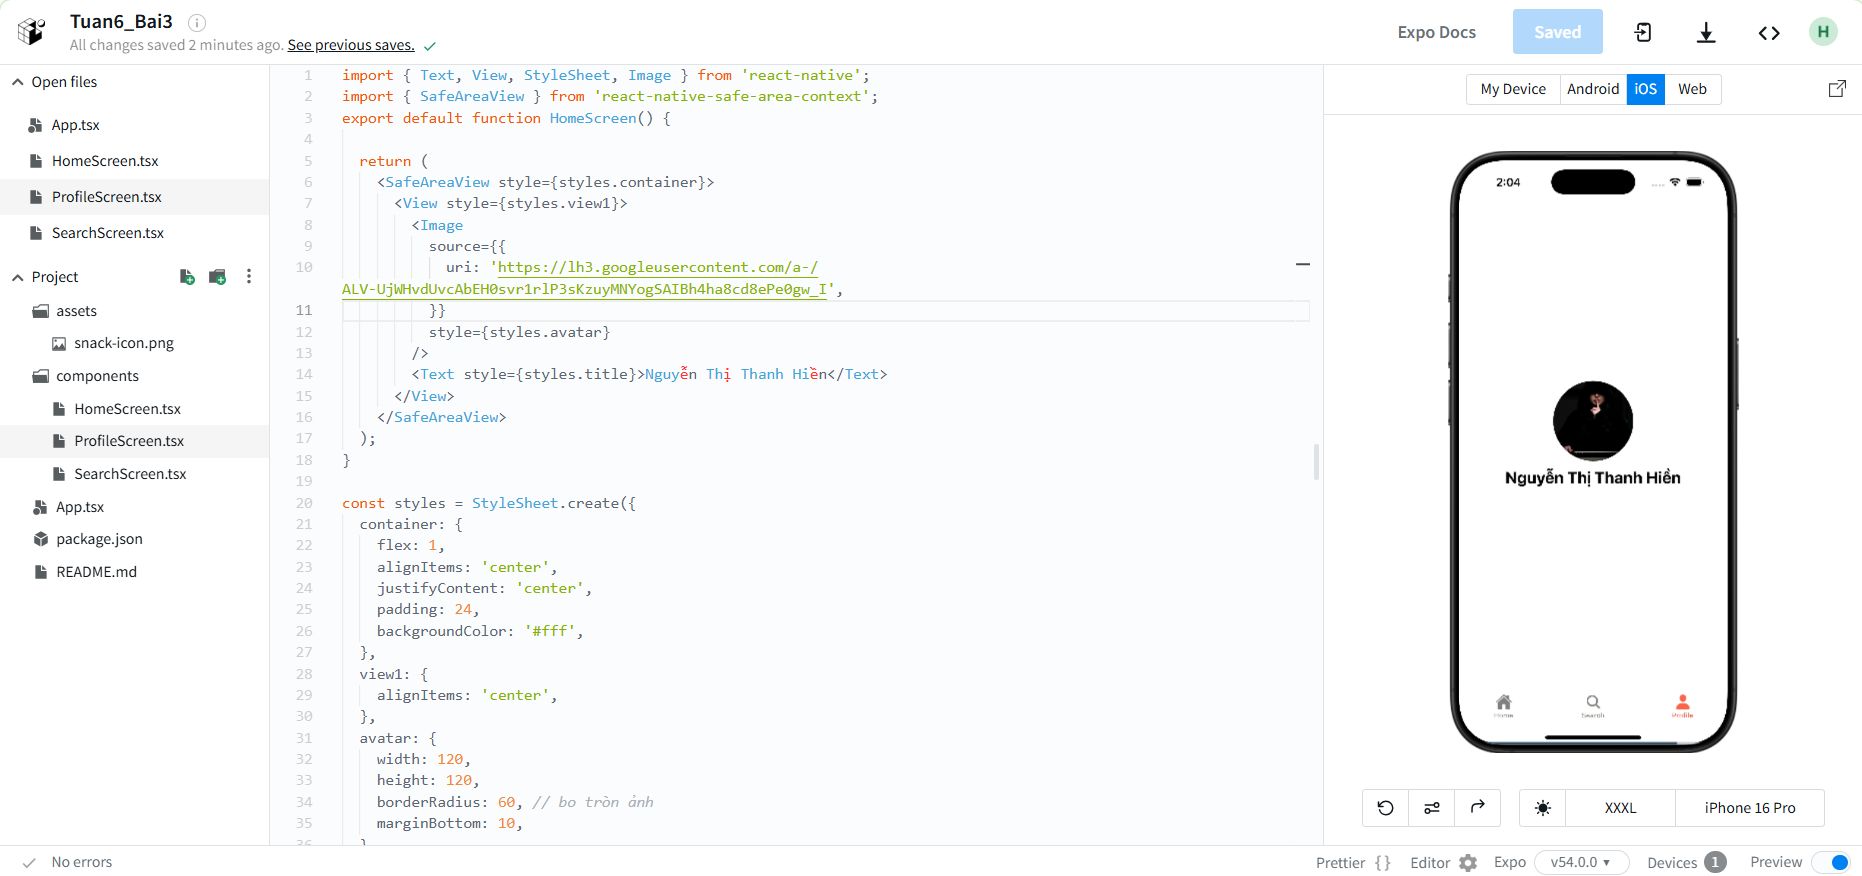 Tuan6_Bai3
All changes saved 2 minutes ago. See previous saves.
Expo Docs
Saved
H
Open files
App.tsx
HomeScreen.tsx
ProfileScreen.tsx
SearchScreen.tsx
Project
assets
snack-icon.png
components
HomeScreen.tsx
ProfileScreen.tsx
SearchScreen.tsx
App.tsx
package.json
README.md
1 import { Text, View, StyleSheet, Image } from 'react-native';
2 import { SafeAreaView } from 'react-native-safe-area-context';
3 export default function HomeScreen() {
4
5 return (
6 <SafeAreaView style={styles.container}>
7 <View style={styles.view1}>
8 <Image
9 source={{
10 uri: 'https://lh3.googleusercontent.com/a-/
ALV-UjWHvdUvcAbEH0svr1rlP3sKzuyMNYogSAIBh4ha8cd8ePe0gw_I',
11 }}
12 style={styles.avatar}
13 />
14 <Text style={styles.title}>Nguyễn Thị Thanh Hiền</Text>
15 </View>
16 </SafeAreaView>
17 );
18 }
19
20 const styles = StyleSheet.create({
21 container: {
22 flex: 1,
23 alignItems: 'center',
24 justifyContent: 'center',
25 padding: 24,
26 backgroundColor: '#fff',
27 },
28 view1: {
29 alignItems: 'center',
30 },
31 avatar: {
32 width: 120,
33 height: 120,
34 borderRadius: 60, // bo tròn ảnh
35 marginBottom: 10,
36 }
My Device Android iOS Web
2:04
Nguyễn Thị Thanh Hiền
Home Search Profile
XXXL iPhone 16 Pro
No errors
Prettier { } Editor Expo v54.0.0 Devices 1 Preview